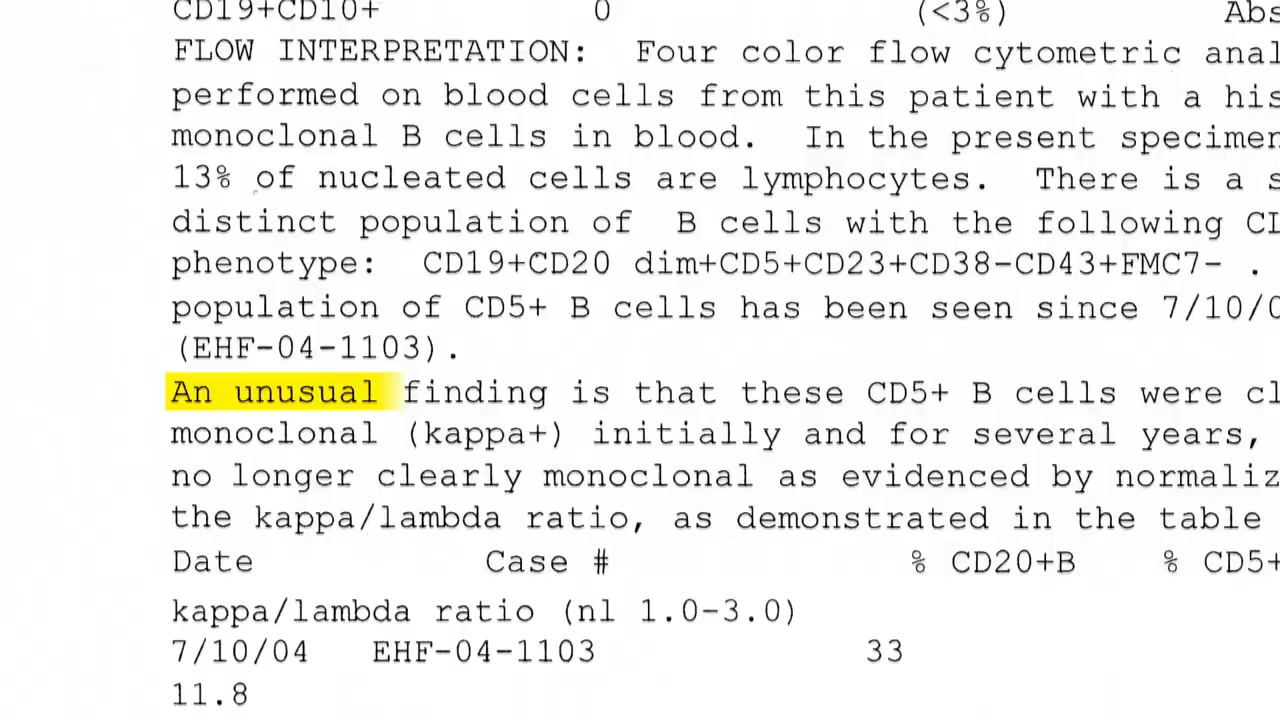 CD19+CD10+ 0 (<3%) Abs
FLOW INTERPRETATION: Four color flow cytometric anal
performed on blood cells from this patient with a his
monoclonal B cells in blood. In the present specimen
13% of nucleated cells are lymphocytes. There is a s
distinct population of B cells with the following CL
phenotype: CD19+CD20 dim+CD5+CD23+CD38-CD43+FMC7- .
population of CD5+ B cells has been seen since 7/10/0
(EHF-04-1103).
An unusual finding is that these CD5+ B cells were cl
monoclonal (kappa+) initially and for several years,
no longer clearly monoclonal as evidenced by normaliz
the kappa/lambda ratio, as demonstrated in the table
Date Case # % CD20+B % CD5+
kappa/lambda ratio (nl 1.0-3.0)
7/10/04 EHF-04-1103 33
11.8